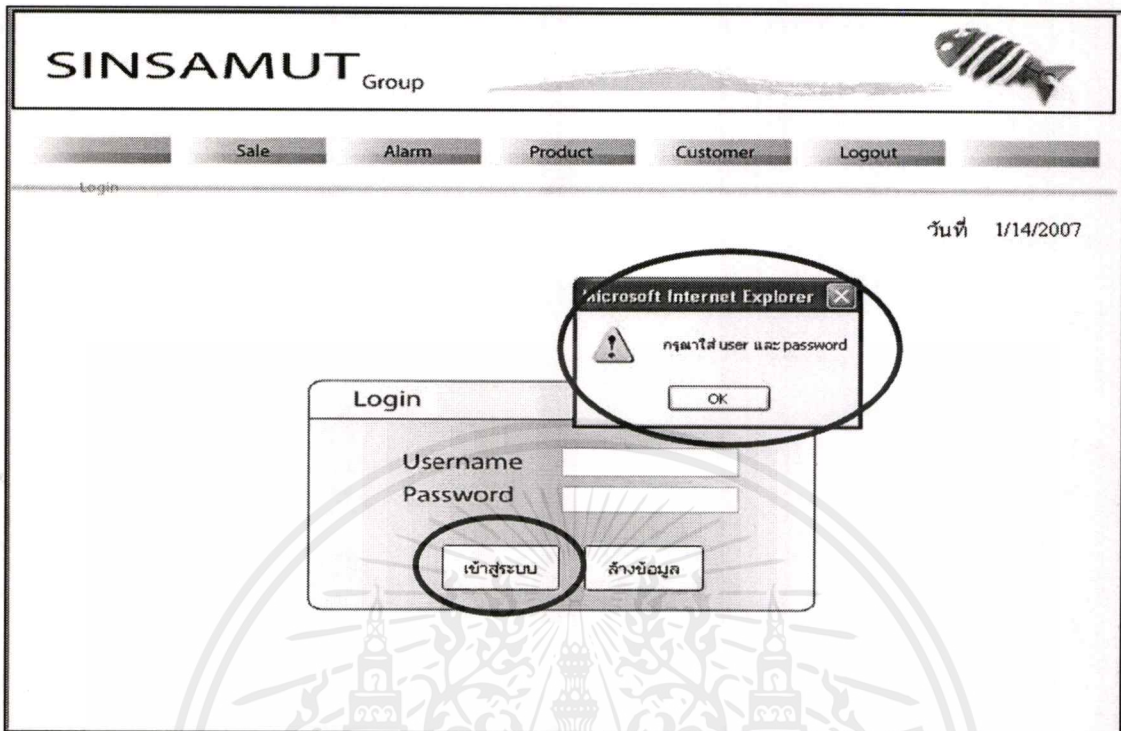 SINSAMUT Group
Sale Alarm Product Customer Logout
Login
วันที่ 1/14/2007
Microsoft Internet Explorer
กรุณาใส่ user และ password
OK
Login
Username
Password
เข้าสู่ระบบ ล้างข้อมูล